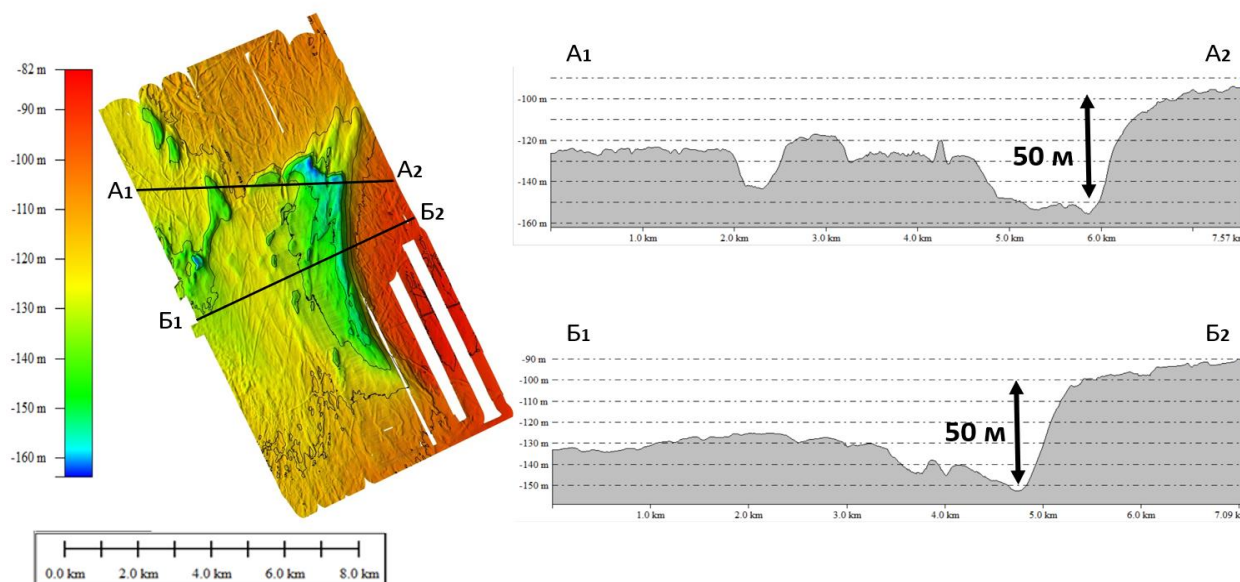 -82 m
-90 m
-100 m
-110 m
-120 m
-130 m
-140 m
-150 m
-160 m
А1
А2
Б1
Б2
0.0 km 2.0 km 4.0 km 6.0 km 8.0 km
А1 А2
-100 m
-120 m
-140 m
-160 m
50 м
1.0 km 2.0 km 3.0 km 4.0 km 5.0 km 6.0 km 7.57 km
Б1 Б2
-90 m
-100 m
-110 m
-120 m
-130 m
-140 m
-150 m
50 м
1.0 km 2.0 km 3.0 km 4.0 km 5.0 km 6.0 km 7.09 km